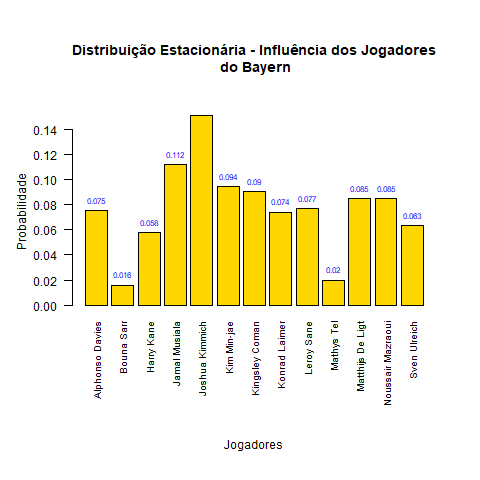 Distribuição Estacionária - Influência dos Jogadores
do Bayern
Probabilidade
0.14
0.12
0.10
0.08
0.06
0.04
0.02
0.00
0.075
0.016
0.058
0.112
0.094
0.09
0.074
0.077
0.02
0.085
0.085
0.063
Alphonso Davies
Bouna Sarr
Harry Kane
Jamal Musiala
Joshua Kimmich
Kim Min-jae
Kingsley Coman
Konrad Laimer
Leroy Sane
Mathys Tel
Matthijs De Ligt
Noussair Mazraoui
Sven Ulreich
Jogadores